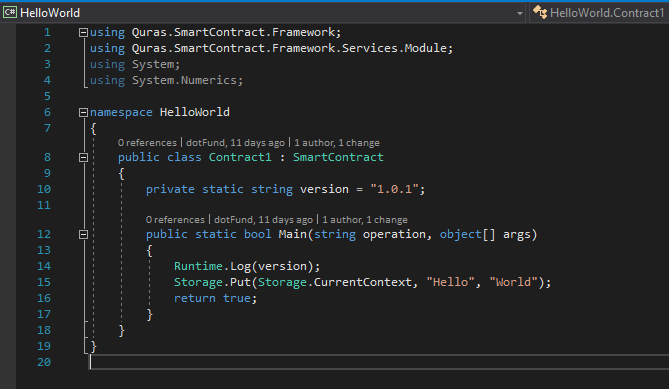 C# HelloWorld HelloWorld.Contract1
1 using Quras.SmartContract.Framework;
2 using Quras.SmartContract.Framework.Services.Module;
3 using System;
4 using System.Numerics;
5
6 namespace HelloWorld
7 {
0 references | dotFund, 11 days ago | 1 author, 1 change
8 public class Contract1 : SmartContract
9 {
10 private static string version = "1.0.1";
11
0 references | dotFund, 11 days ago | 1 author, 1 change
12 public static bool Main(string operation, object[] args)
13 {
14 Runtime.Log(version);
15 Storage.Put(Storage.CurrentContext, "Hello", "World");
16 return true;
17 }
18 }
19 }
20